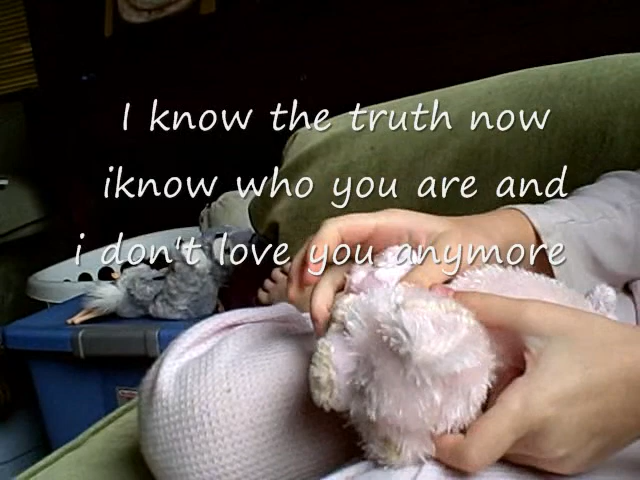 I know the truth now
iknow who you are and
i don't love you anymore